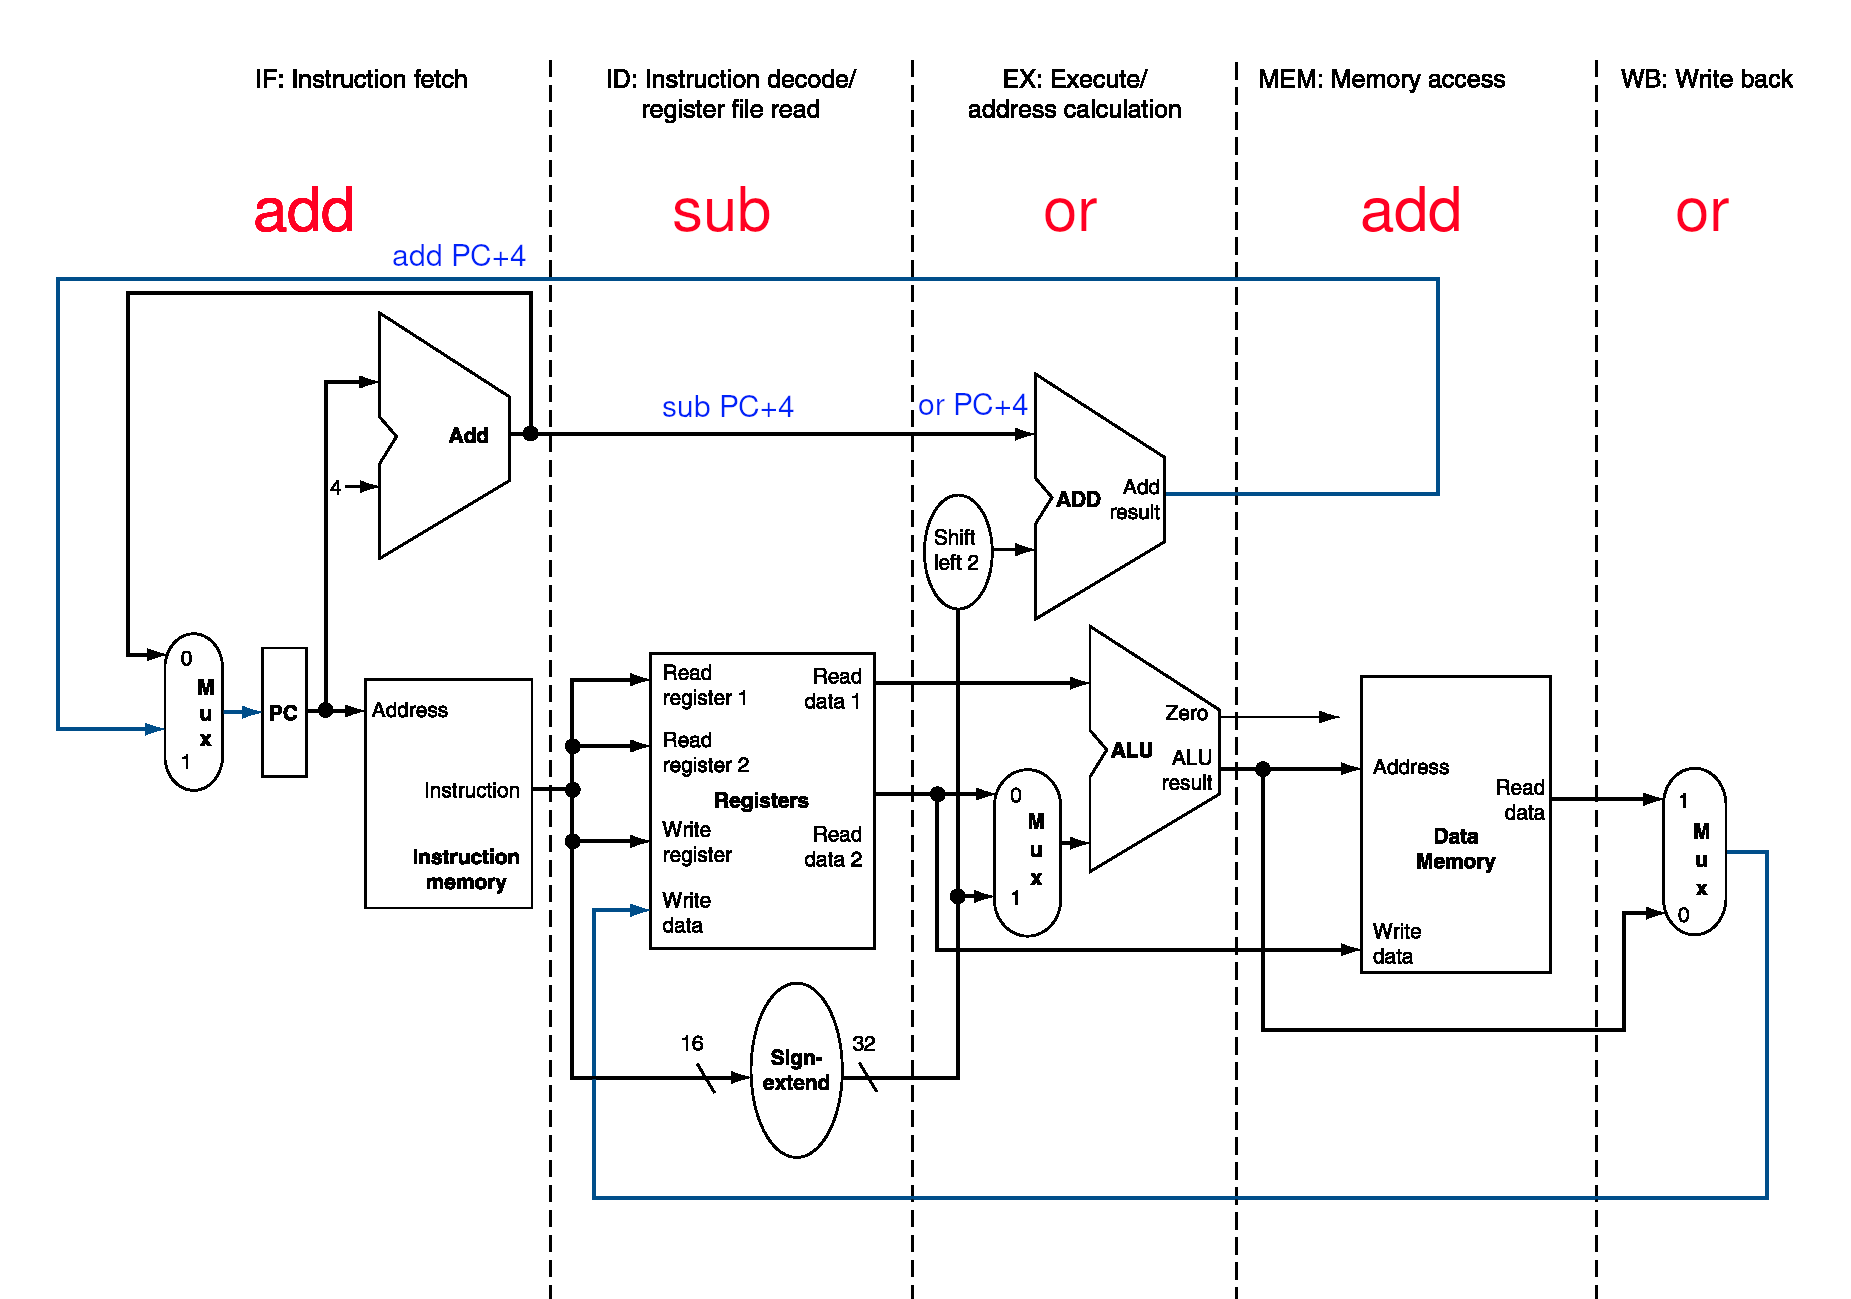 IF: Instruction fetch
ID: Instruction decode/
register file read
EX: Execute/
address calculation
MEM: Memory access
WB: Write back
add
sub
or
add
or
add PC+4
sub PC+4
or PC+4
Add
4
ADD
Add
result
Shift
left 2
0
M
u
x
1
PC
Address
Instruction
Instruction
memory
Read
register 1
Read
data 1
Read
register 2
Registers
Write
register
Read
data 2
Write
data
0
M
u
x
1
Zero
ALU
ALU
result
Address
Read
data
Data
Memory
Write
data
1
M
u
x
0
16
Sign-
extend
32